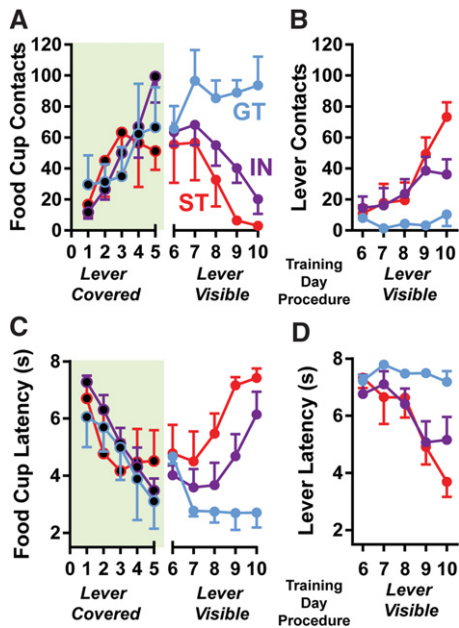 A
Food Cup Contacts
120
100
80
60
40
20
0
0 1 2 3 4 5
Lever
Covered
6 7 8 9 10
Lever
Visible
GT
IN
ST
B
Lever Contacts
120
100
80
60
40
20
0
6 7 8 9 10
Training
Day
Procedure
Lever
Visible
C
Food Cup Latency (s)
8
6
4
2
0 1 2 3 4 5
Lever
Covered
6 7 8 9 10
Lever
Visible
D
Lever Latency (s)
8
6
4
2
6 7 8 9 10
Training
Day
Procedure
Lever
Visible